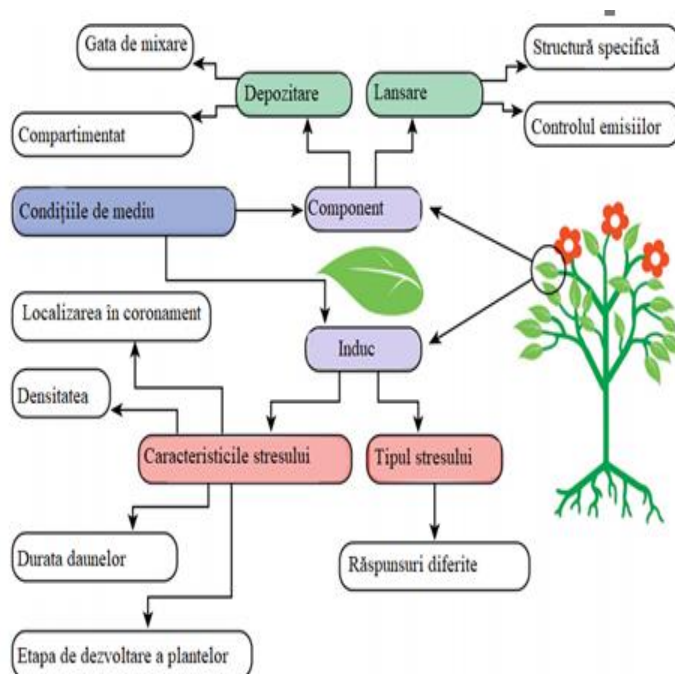 Gata de mixare
Structură specifică
Depozitare
Lansare
Compartimentat
Controlul emisiilor
Condițiile de mediu
Component
Localizarea în coronament
Induc
Densitatea
Caracteristicile stresului
Tipul stresului
Durata daunelor
Răspunsuri diferite
Etapa de dezvoltare a plantelor